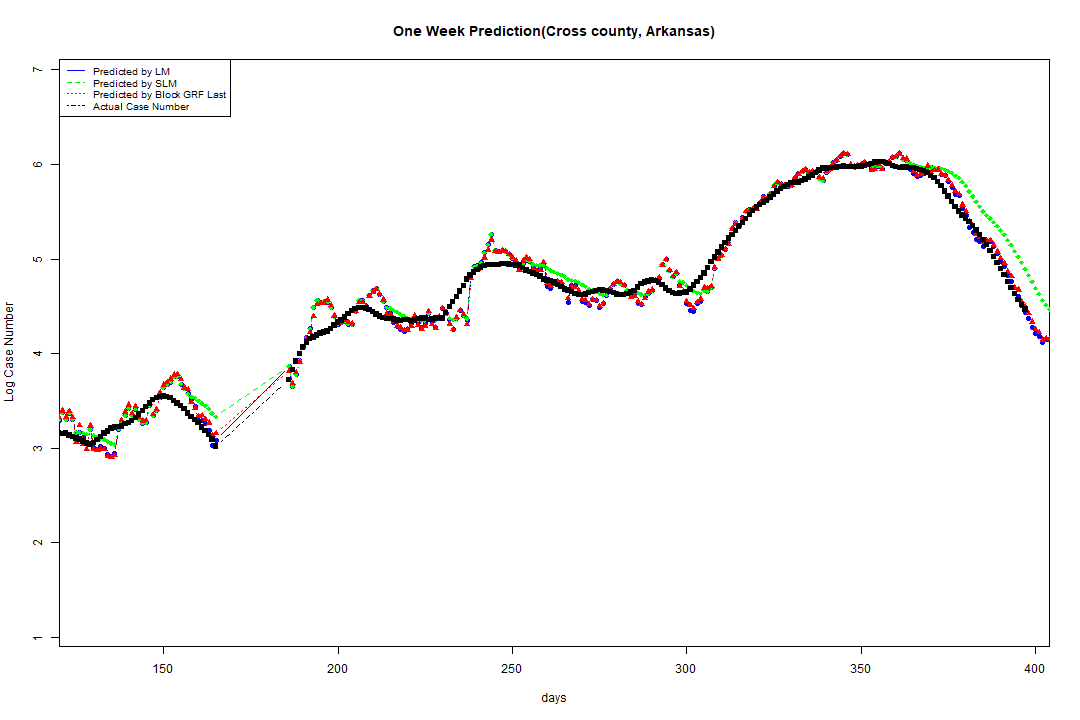 One Week Prediction(Cross county, Arkansas)
Predicted by LM
Predicted by SLM
Predicted by Block GRF Last
Actual Case Number
7
6
5
4
3
2
1
Log Case Number
150 200 250 300 350 400
days